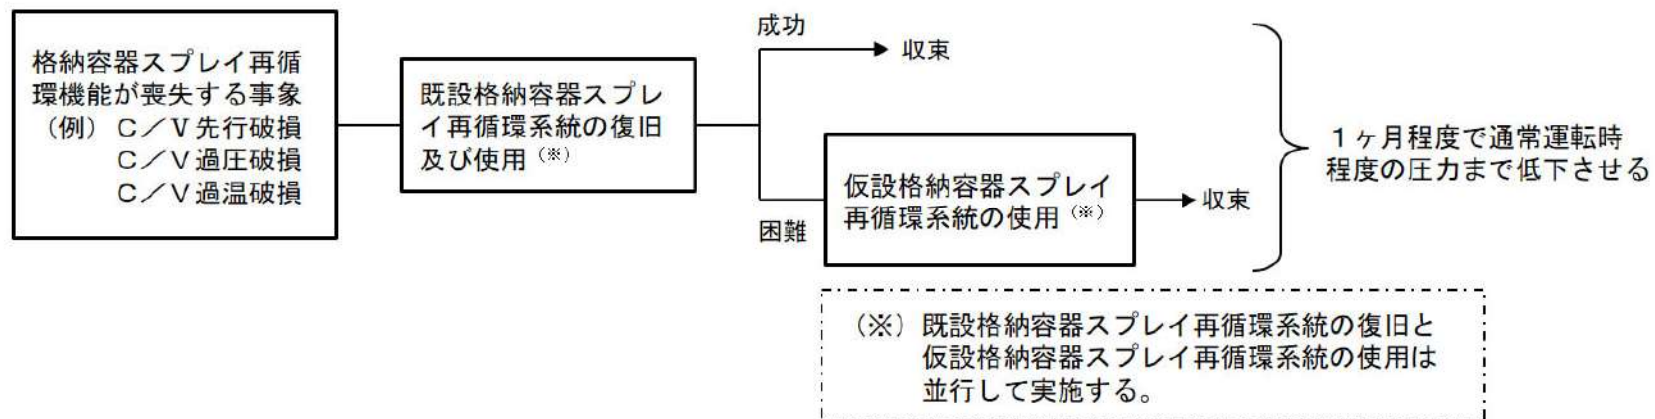 格納容器スプレイ再循
環機能が喪失する事象
（例）Ｃ／Ｖ先行破損
Ｃ／Ｖ過圧破損
Ｃ／Ｖ過温破損
既設格納容器スプレ
イ再循環系統の復旧
及び使用（※）
成功
収束
困難
仮設格納容器スプレイ
再循環系統の使用（※）
収束
１ヶ月程度で通常運転時
程度の圧力まで低下させる
（※）既設格納容器スプレイ再循環系統の復旧と
仮設格納容器スプレイ再循環系統の使用は
並行して実施する。